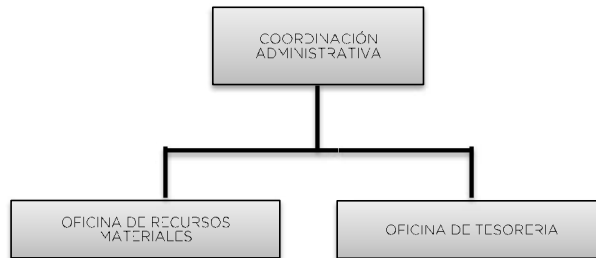 COORDINACIÓN
ADMINISTRATIVA
OFICINA DE RECURSOS
MATERIALES
OFICINA DE TESORERIA